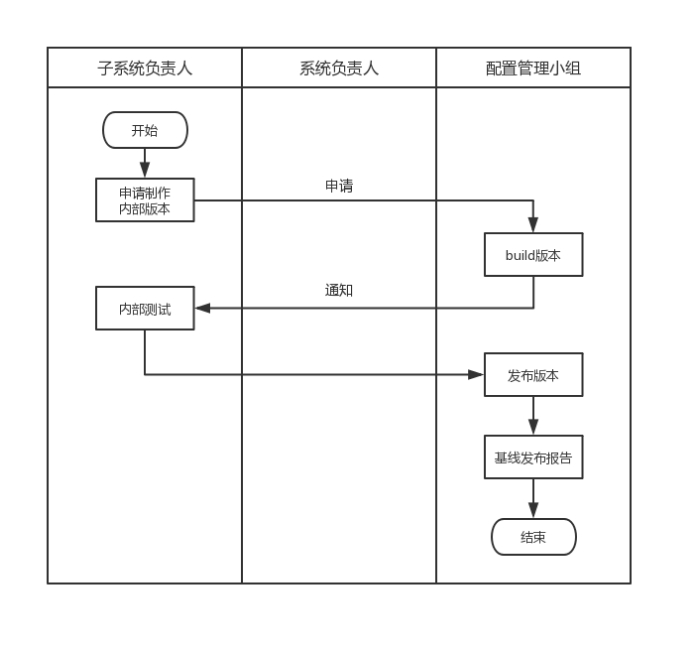 子系统负责人
系统负责人
配置管理小组
开始
申请制作
内部版本
申请
build版本
通知
内部测试
发布版本
基线发布报告
结束